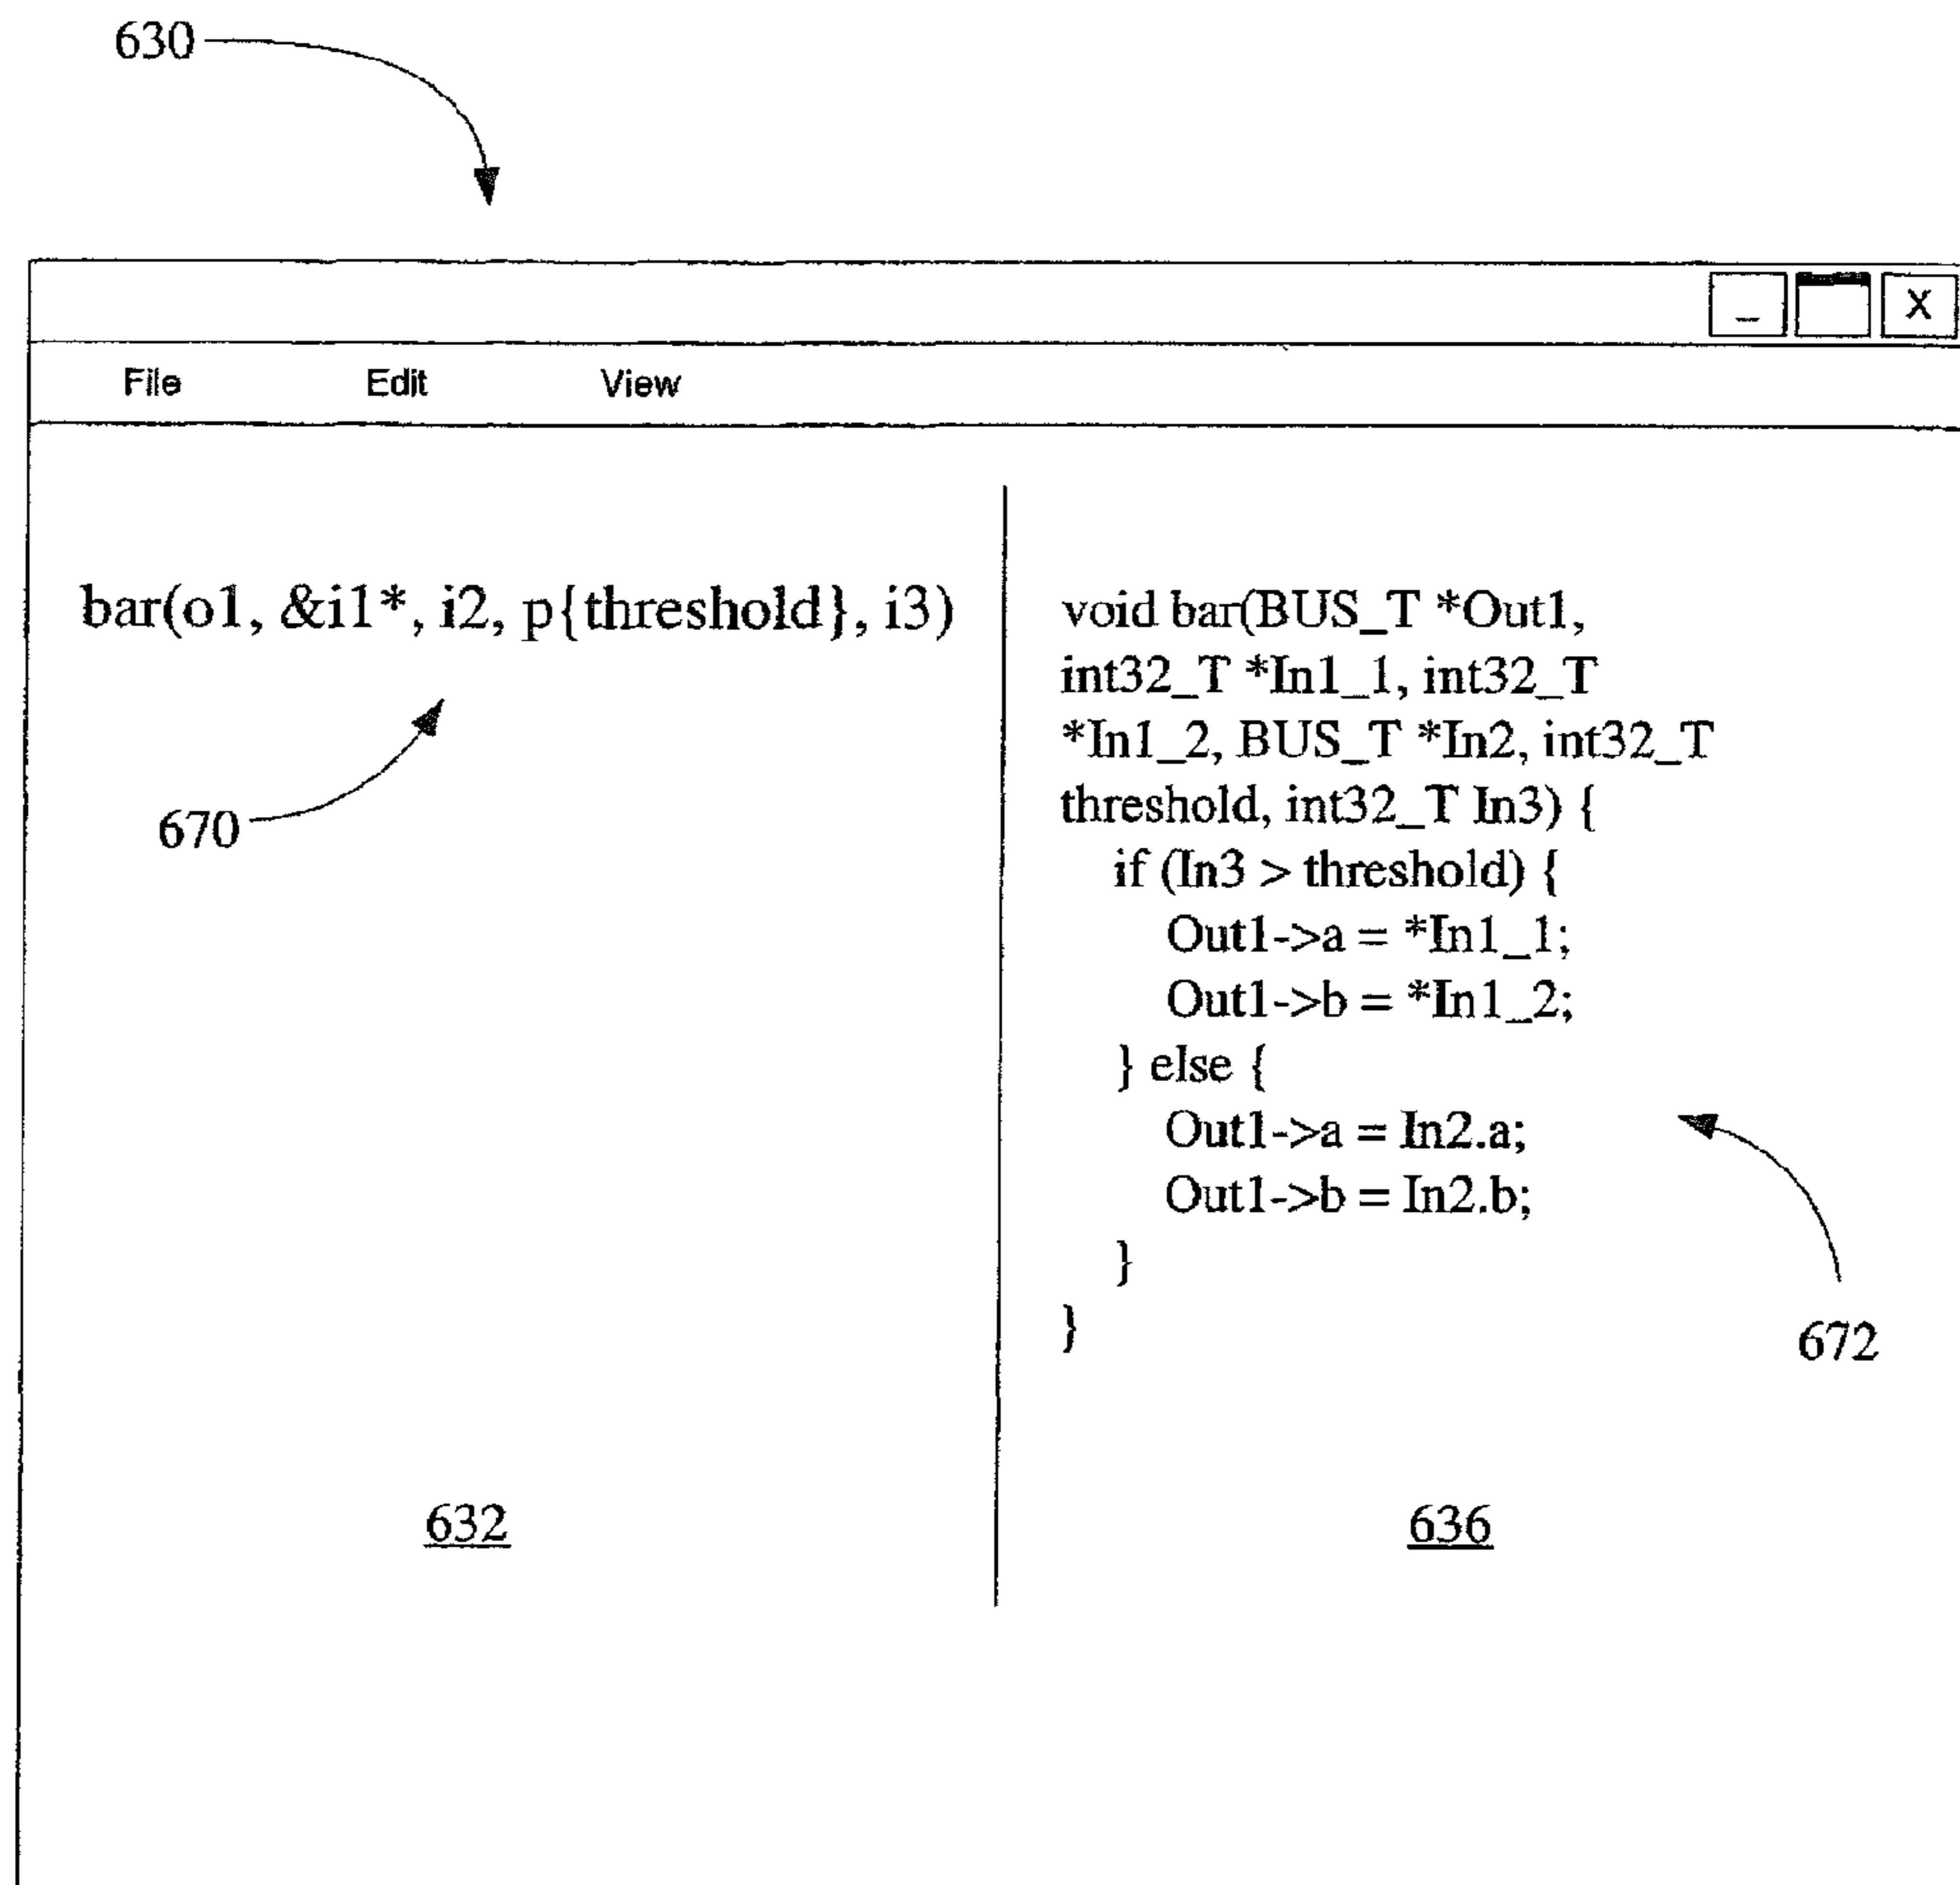 630
_ X
File Edit View
bar(o1, &i1*, i2, p{threshold}, i3)
670
632
void bar(BUS_T *Out1,
int32_T *In1_1, int32_T
*In1_2, BUS_T *In2, int32_T
threshold, int32_T In3) {
if (In3 > threshold) {
Out1->a = *In1_1;
Out1->b = *In1_2;
} else {
Out1->a = In2.a;
Out1->b = In2.b;
}
}
672
636